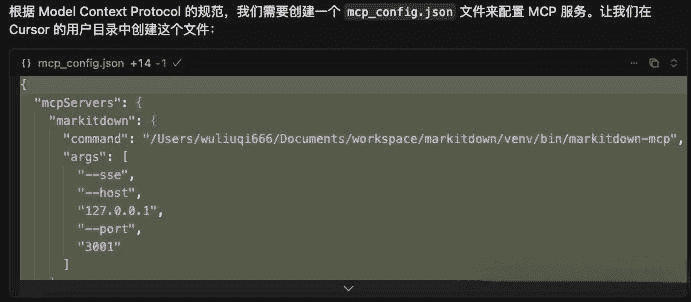 根据 Model Context Protocol 的规范，我们需要创建一个 mcp_config.json 文件来配置 MCP 服务。让我们在
Cursor 的用户目录中创建这个文件：
{} mcp_config.json +14 -1
{
"mcpServers": {
"markitdown": {
"command": "/Users/wuliuqi666/Documents/workspace/markitdown/venv/bin/markitdown-mcp",
"args": [
"--sse",
"--host",
"127.0.0.1",
"--port",
"3001"
]